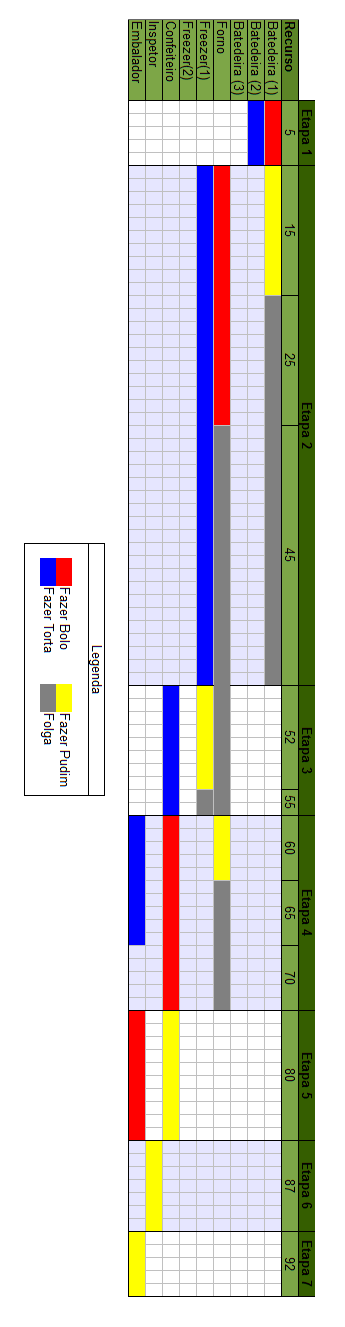 Recurso Etapa 1 Etapa 2 Etapa 3 Etapa 4 Etapa 5 Etapa 6 Etapa 7
5 15 25 45 52 55 60 65 70 80 87 92
Batedeira (1)
Batedeira (2)
Batedeira (3)
Forno
Freezer(1)
Freezer(2)
Confeiteiro
Inspetor
Embalador
Legenda
Fazer Bolo Fazer Pudim
Fazer Torta Folga